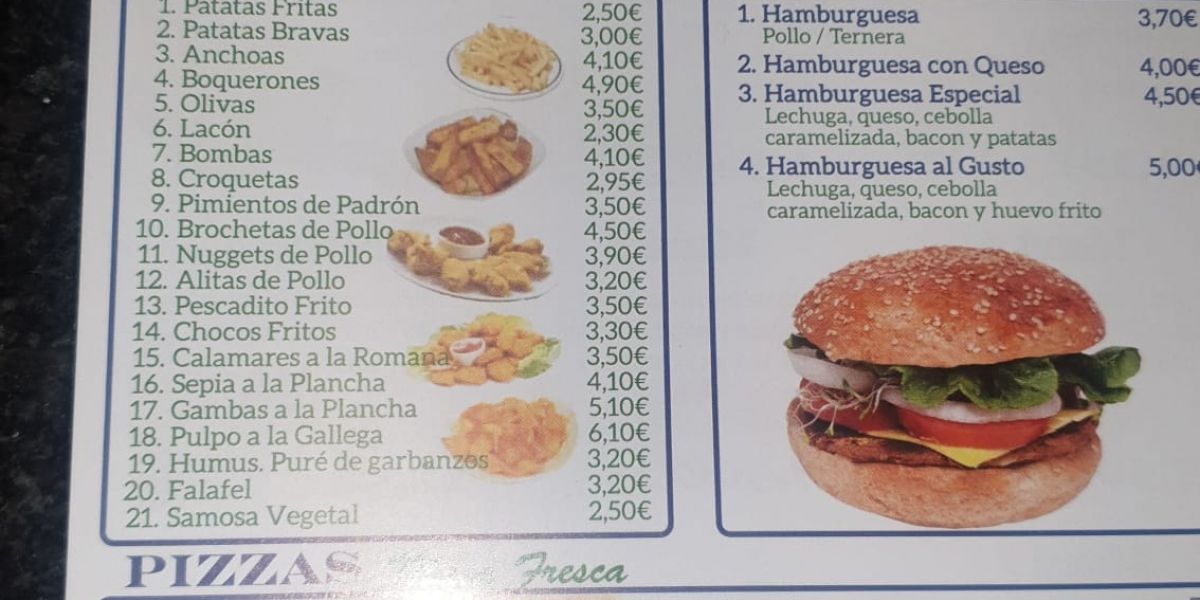 1. Patatas Fritas 2,50€
2. Patatas Bravas 3,00€
3. Anchoas 4,10€
4. Boquerones 4,90€
5. Olivas 3,50€
6. Lacón 2,30€
7. Bombas 4,10€
8. Croquetas 2,95€
9. Pimientos de Padrón 3,50€
10. Brochetas de Pollo 4,50€
11. Nuggets de Pollo 3,90€
12. Alitas de Pollo 3,20€
13. Pescadito Frito 3,50€
14. Chocos Fritos 3,30€
15. Calamares a la Romana 3,50€
16. Sepia a la Plancha 4,10€
17. Gambas a la Plancha 5,10€
18. Pulpo a la Gallega 6,10€
19. Humus. Puré de garbanzos 3,20€
20. Falafel 3,20€
21. Samosa Vegetal 2,50€
PIZZAS Fresca
1. Hamburguesa 3,70€
Pollo / Ternera
2. Hamburguesa con Queso 4,00€
3. Hamburguesa Especial 4,50€
Lechuga, queso, cebolla
caramelizada, bacon y patatas
4. Hamburguesa al Gusto 5,00€
Lechuga, queso, cebolla
caramelizada, bacon y huevo frito